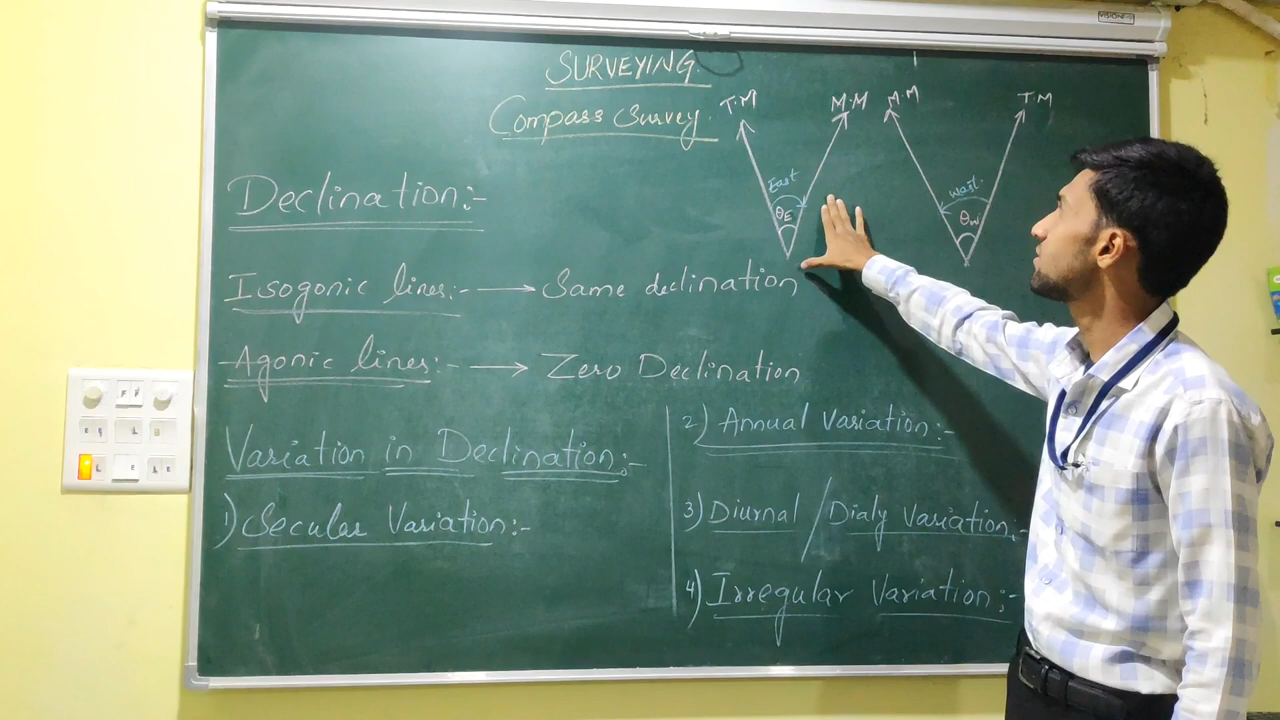 VISION
SURVEYING
Compass Survey.
T.M
M.M
M.M
T.M
East
θE
West
θW
Declination:-
Isogonic lines:- → Same declination
Agonic lines:- → Zero Declination
Variation in Declination:-
1) Secular Variation:-
2) Annual Variation:-
3) Diurnal / Dialy Variation:-
4) Irregular Variation:-